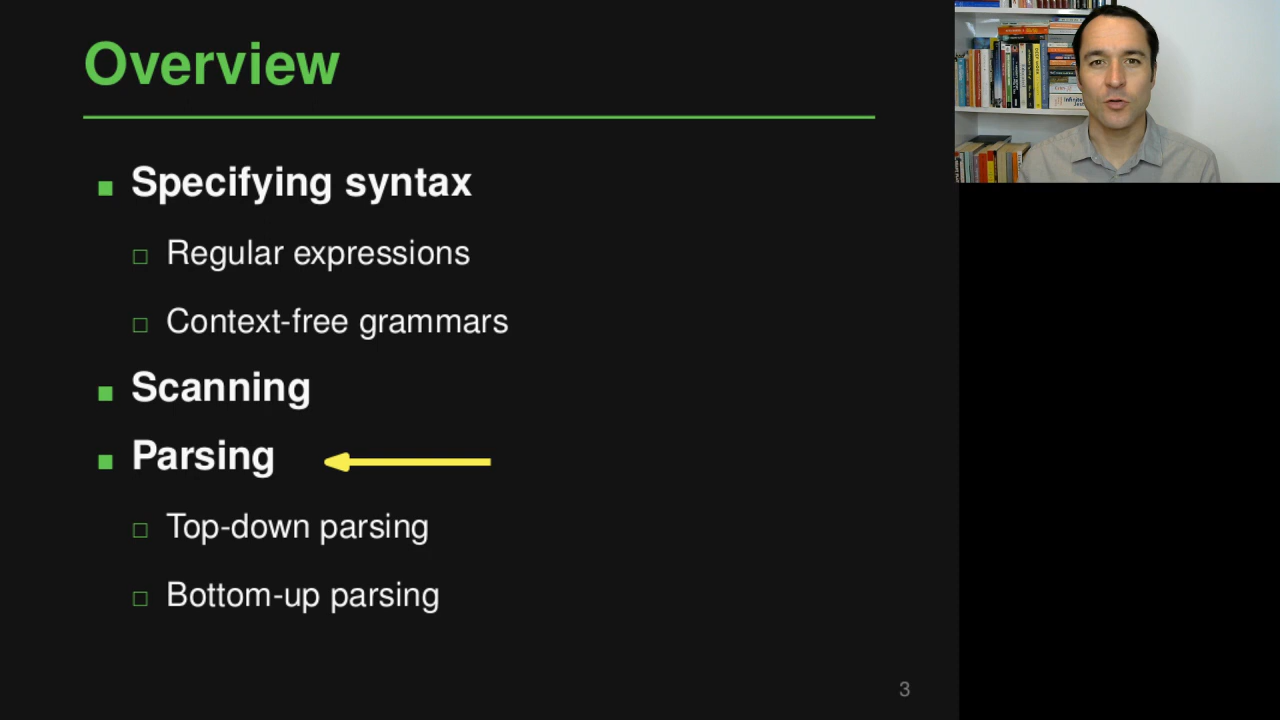 Overview
Specifying syntax
Regular expressions
Context-free grammars
Scanning
Parsing
Top-down parsing
Bottom-up parsing
3